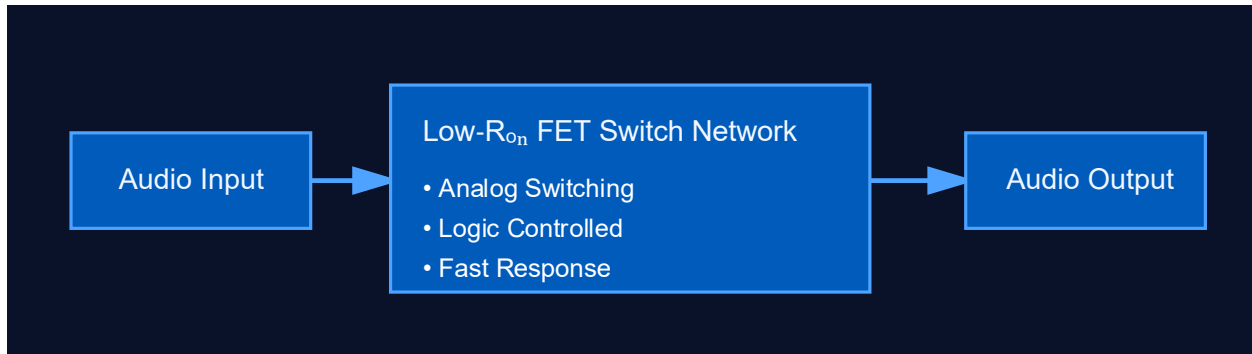 Audio Input
Low-Rₒₙ FET Switch Network
• Analog Switching
• Logic Controlled
• Fast Response
Audio Output